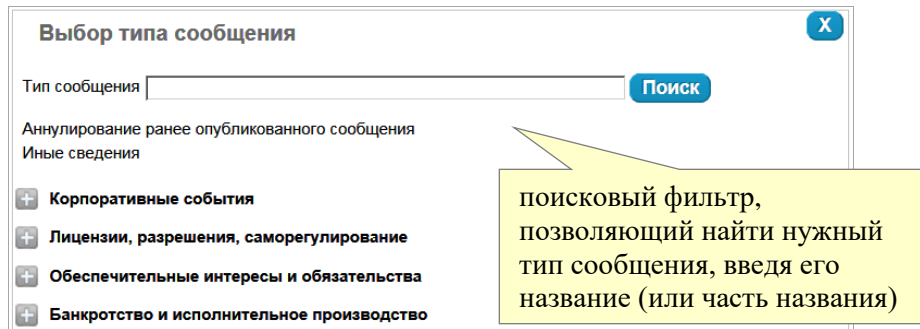 Выбор типа сообщения
X
Тип сообщения
Поиск
Аннулирование ранее опубликованного сообщения
Иные сведения
Корпоративные события
Лицензии, разрешения, саморегулирование
Обеспечительные интересы и обязательства
Банкротство и исполнительное производство
поисковый фильтр,
позволяющий найти нужный
тип сообщения, введя его
название (или часть названия)